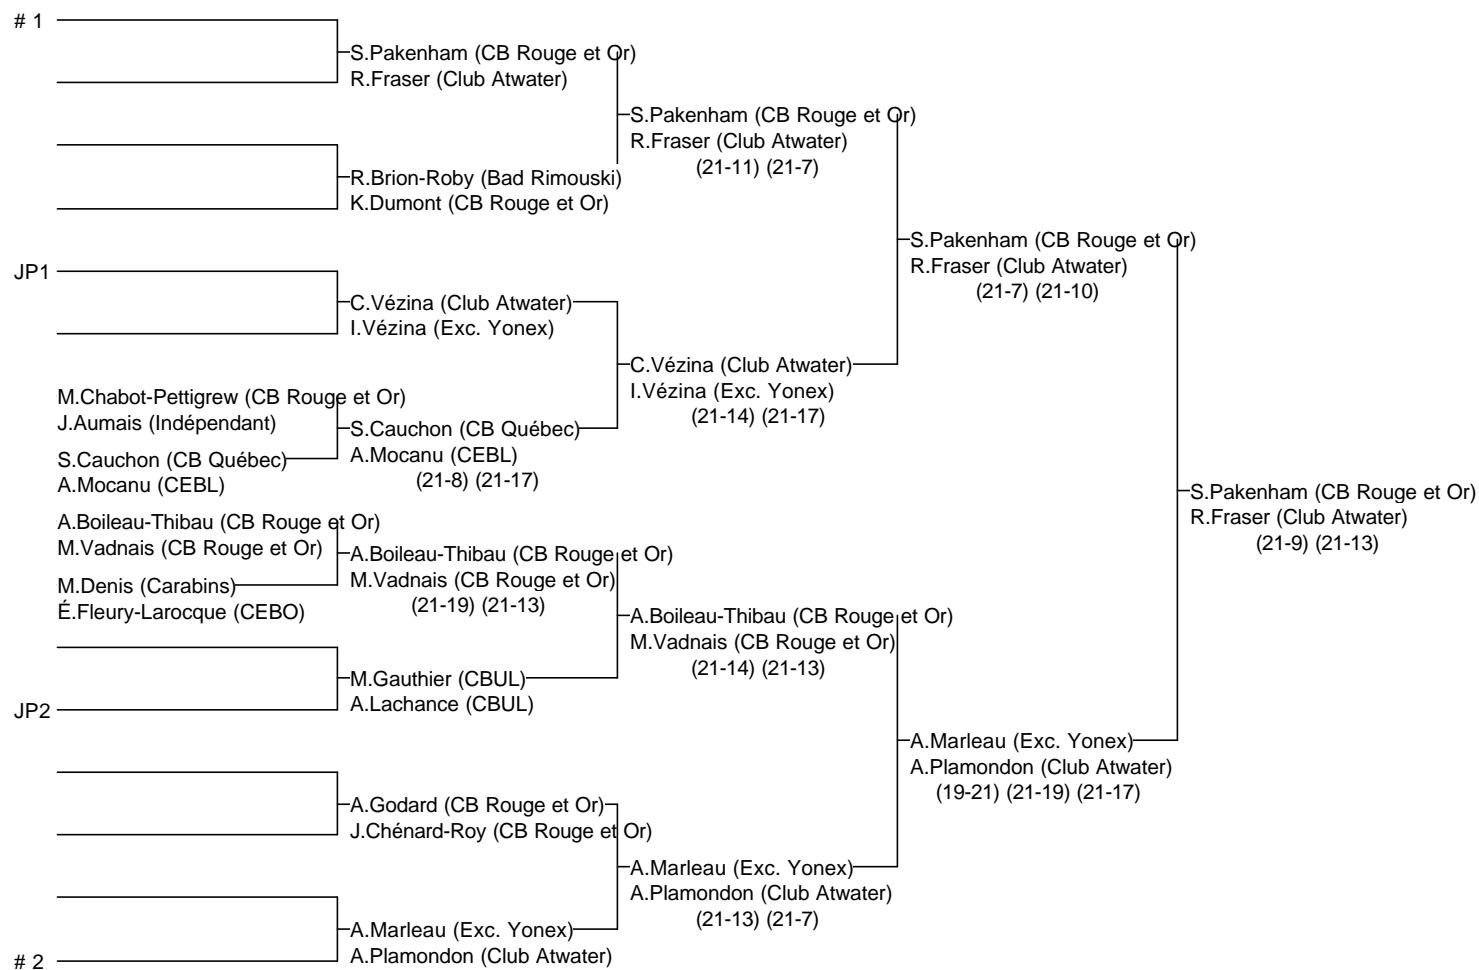 # 1
S.Pakenham (CB Rouge et Or)
R.Fraser (Club Atwater)
S.Pakenham (CB Rouge et Or)
R.Fraser (Club Atwater)
(21-11) (21-7)
R.Brion-Roby (Bad Rimouski)
K.Dumont (CB Rouge et Or)
S.Pakenham (CB Rouge et Or)
R.Fraser (Club Atwater)
(21-7) (21-10)
JP1
C.Vézina (Club Atwater)
I.Vézina (Exc. Yonex)
C.Vézina (Club Atwater)
I.Vézina (Exc. Yonex)
(21-14) (21-17)
M.Chabot-Pettigrew (CB Rouge et Or)
J.Aumais (Indépendant)
S.Cauchon (CB Québec)
A.Mocanu (CEBL)
(21-8) (21-17)
S.Cauchon (CB Québec)
A.Mocanu (CEBL)
S.Pakenham (CB Rouge et Or)
R.Fraser (Club Atwater)
(21-9) (21-13)
A.Boileau-Thibau (CB Rouge et Or)
M.Vadnais (CB Rouge et Or)
A.Boileau-Thibau (CB Rouge et Or)
M.Vadnais (CB Rouge et Or)
(21-19) (21-13)
M.Denis (Carabins)
É.Fleury-Larocque (CEBO)
A.Boileau-Thibau (CB Rouge et Or)
M.Vadnais (CB Rouge et Or)
(21-14) (21-13)
M.Gauthier (CBUL)
A.Lachance (CBUL)
JP2
A.Marleau (Exc. Yonex)
A.Plamondon (Club Atwater)
(19-21) (21-19) (21-17)
A.Godard (CB Rouge et Or)
J.Chénard-Roy (CB Rouge et Or)
A.Marleau (Exc. Yonex)
A.Plamondon (Club Atwater)
(21-13) (21-7)
A.Marleau (Exc. Yonex)
A.Plamondon (Club Atwater)
# 2